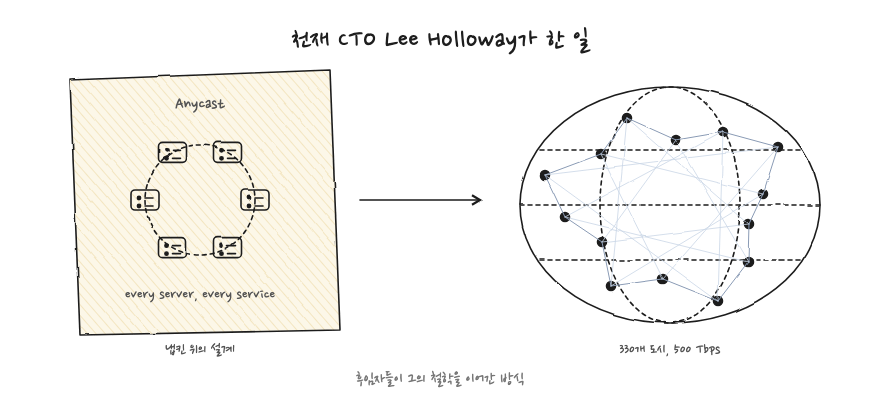 천재 CTO Lee Holloway가 한 일
Anycast
every server, every service
냅킨 위의 설계
330개 도시, 500 Tbps
후임자들이 그의 철학을 이어간 방식